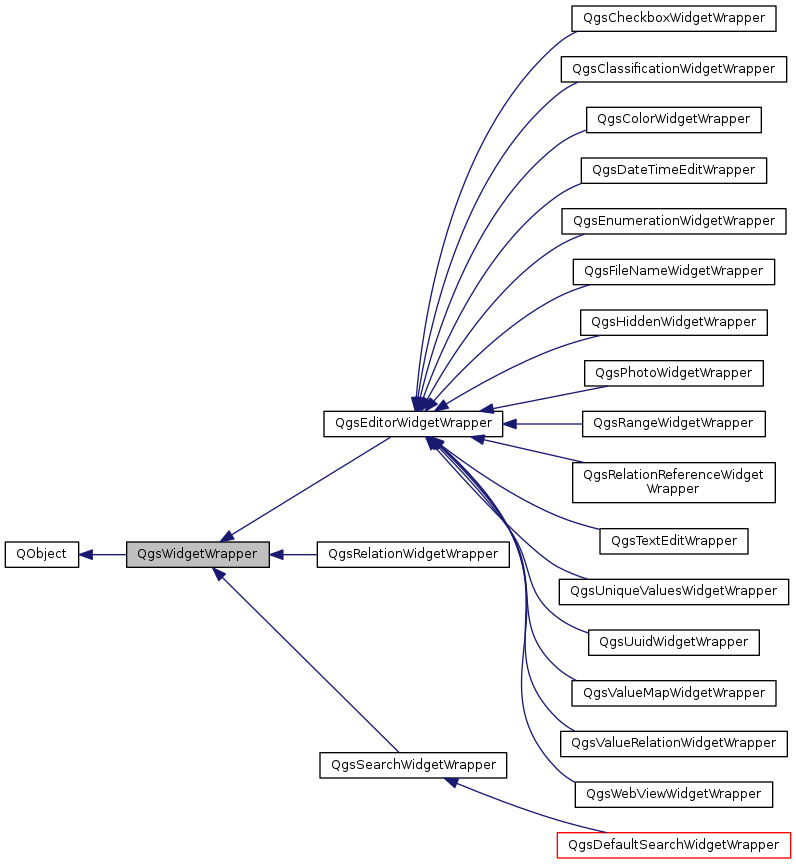 QgsCheckboxWidgetWrapper
QgsClassificationWidgetWrapper
QgsColorWidgetWrapper
QgsDateTimeEditWrapper
QgsEnumerationWidgetWrapper
QgsFileNameWidgetWrapper
QgsHiddenWidgetWrapper
QgsPhotoWidgetWrapper
QgsEditorWidgetWrapper
QgsRangeWidgetWrapper
QgsRelationReferenceWidget
Wrapper
QgsTextEditWrapper
QObject
QgsWidgetWrapper
QgsRelationWidgetWrapper
QgsUniqueValuesWidgetWrapper
QgsUuidWidgetWrapper
QgsValueMapWidgetWrapper
QgsValueRelationWidgetWrapper
QgsSearchWidgetWrapper
QgsWebViewWidgetWrapper
QgsDefaultSearchWidgetWrapper